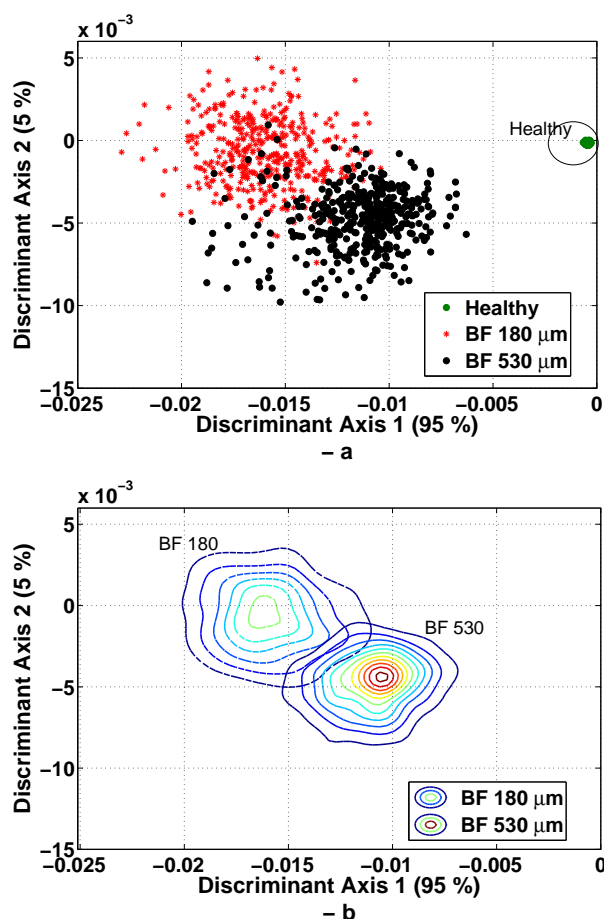 x 10⁻³
5
0
−5
−10
−15
−0.025
−0.02
−0.015
−0.01
−0.005
0
Discriminant Axis 2 (5 %)
Healthy
Healthy
BF 180 μm
BF 530 μm
Discriminant Axis 1 (95 %)
− a
x 10⁻³
5
0
−5
−10
−15
−0.025
−0.02
−0.015
−0.01
−0.005
0
Discriminant Axis 2 (5 %)
BF 180
BF 530
BF 180 μm
BF 530 μm
Discriminant Axis 1 (95 %)
− b